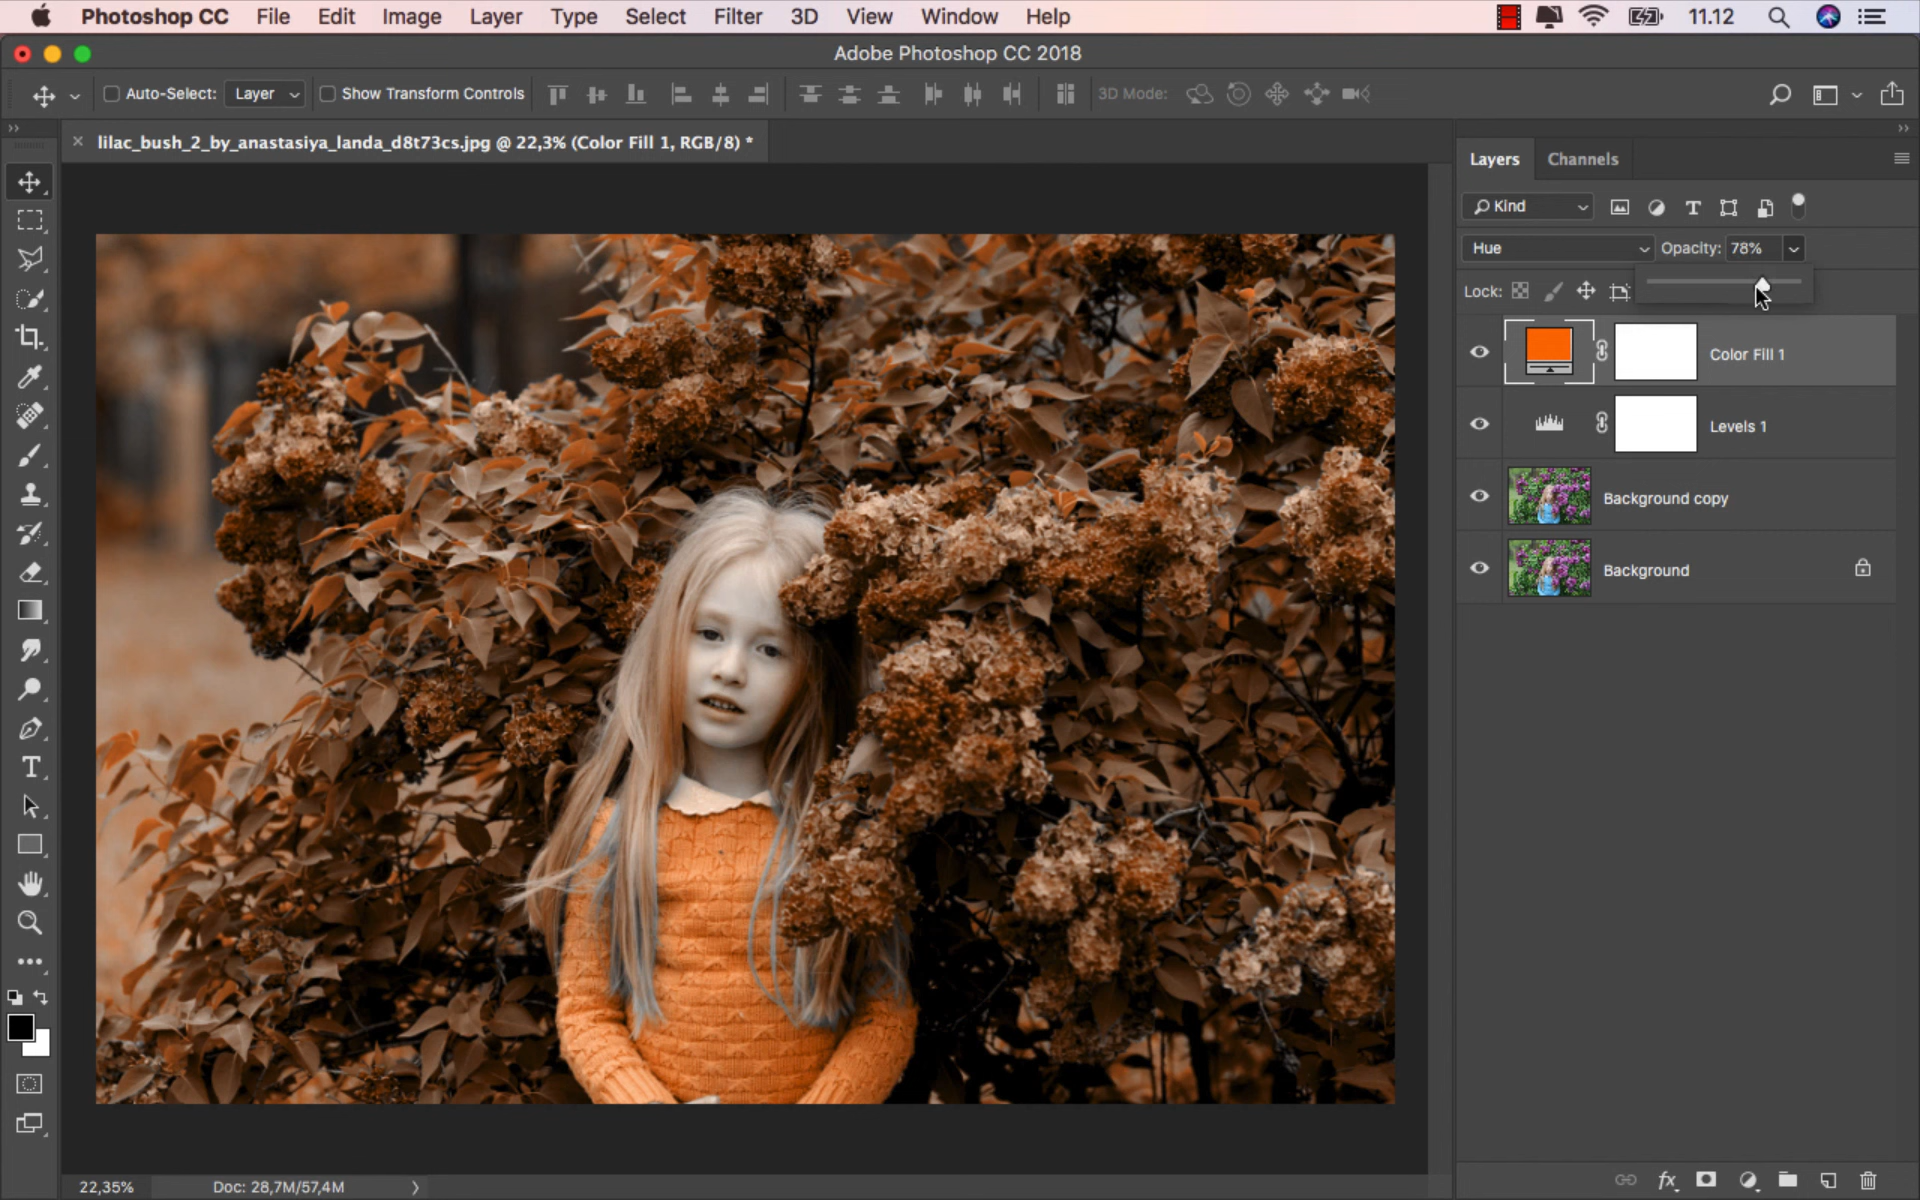 Photoshop CC File Edit Image Layer Type Select Filter 3D View Window Help 11.12
Adobe Photoshop CC 2018
Auto-Select: Layer Show Transform Controls 3D Mode:
lilac_bush_2_by_anastasiya_landa_d8t73cs.jpg @ 22,3% (Color Fill 1, RGB/8) *
Layers Channels
Kind
Hue Opacity: 78%
Lock:
Color Fill 1
Levels 1
Background copy
Background
22,35% Doc: 28,7M/57,4M
fx